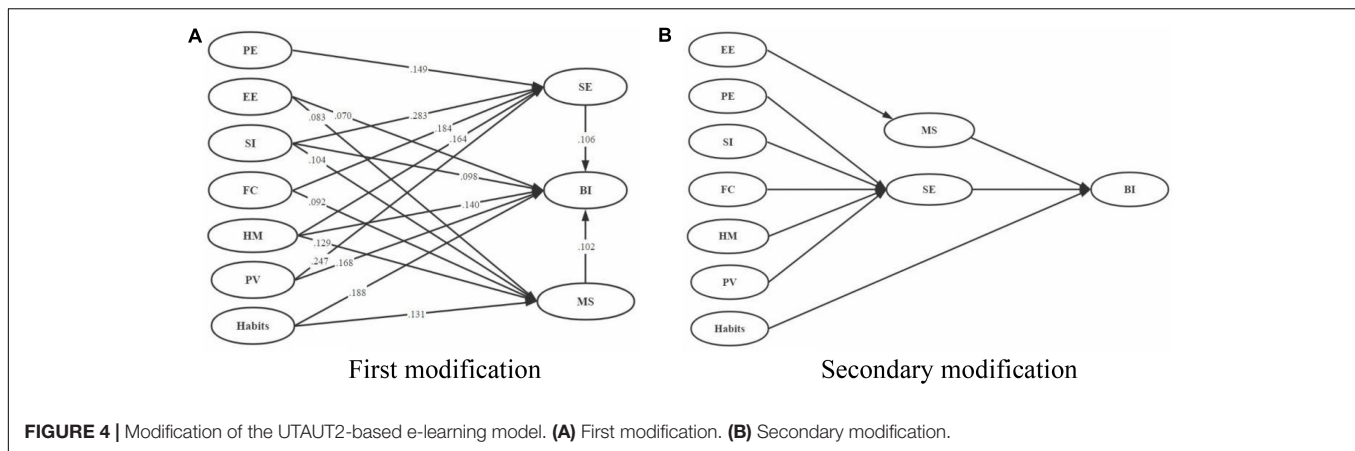 A
PE
EE
SI
FC
HM
PV
Habits
.149
.070
.083
.283
.184
.164
.104
.098
.092
.140
.129
.247
.168
.188
.131
SE
.106
BI
.102
MS
First modification
B
EE
PE
SI
FC
HM
PV
Habits
MS
SE
BI
Secondary modification
FIGURE 4 | Modification of the UTAUT2-based e-learning model. (A) First modification. (B) Secondary modification.